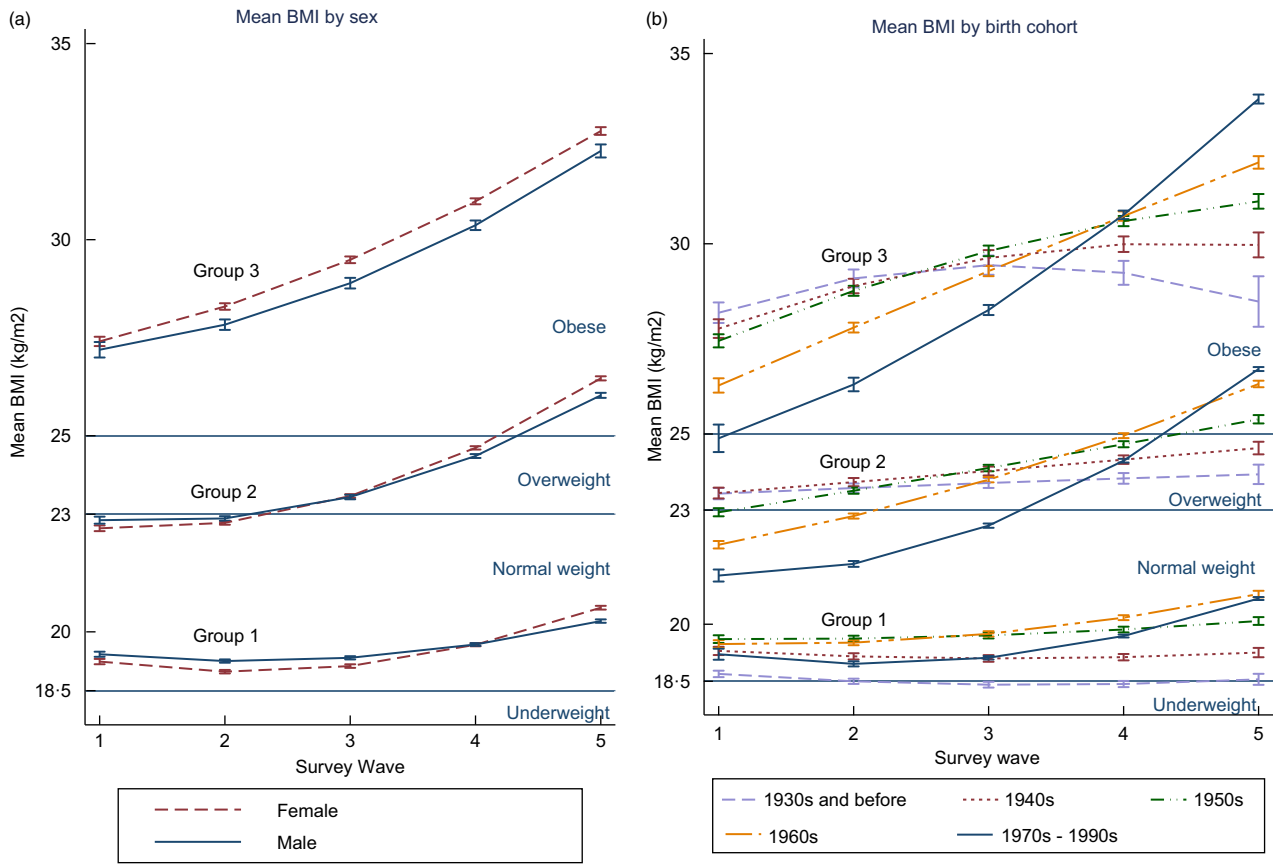 (a)
Mean BMI by sex
35
30
25
23
20
18·5
Mean BMI (kg/m2)
Group 3
Obese
Group 2
Overweight
Normal weight
Group 1
Underweight
1 2 3 4 5
Survey Wave
Female
Male
(b)
Mean BMI by birth cohort
35
30
25
23
20
18·5
Mean BMI (kg/m2)
Group 3
Obese
Group 2
Overweight
Normal weight
Group 1
Underweight
1 2 3 4 5
Survey wave
1930s and before 1940s 1950s
1960s 1970s - 1990s